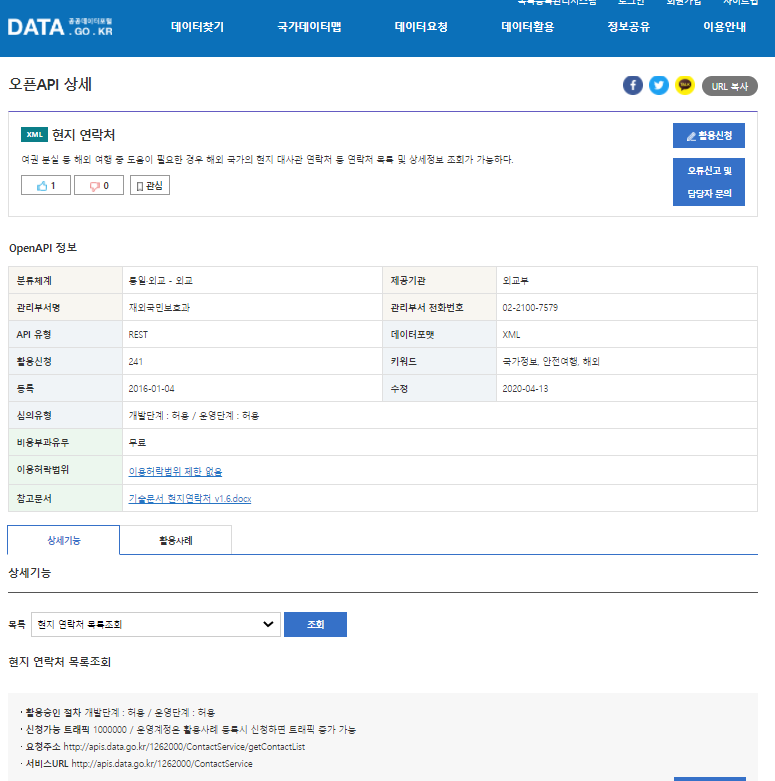 목록등록관리시스템 로그인 회원가입 사이트맵
DATA 공공데이터포털 .GO.KR
데이터찾기 국가데이터맵 데이터요청 데이터활용 정보공유 이용안내
오픈API 상세
URL 복사
XML 현지 연락처
활용신청
여권 분실 등 해외 여행 중 도움이 필요한 경우 해외 국가의 현지 대사관 연락처 등 연락처 목록 및 상세정보 조회가 가능하다.
오류신고 및
담당자 문의
1 0 관심
OpenAPI 정보
분류체계 통일·외교 - 외교 제공기관 외교부
관리부서명 재외국민보호과 관리부서 전화번호 02-2100-7579
API 유형 REST 데이터포맷 XML
활용신청 241 키워드 국가정보, 안전여행, 해외
등록 2016-01-04 수정 2020-04-13
심의유형 개발단계 : 허용 / 운영단계 : 허용
비용부과유무 무료
이용허락범위 이용허락범위 제한 없음
참고문서 기술문서_현지연락처_v1.6.docx
상세기능 활용사례
상세기능
목록 현지 연락처 목록조회 조회
현지 연락처 목록조회
· 활용승인 절차 개발단계 : 허용 / 운영단계 : 허용
· 신청가능 트래픽 1000000 / 운영계정은 활용사례 등록시 신청하면 트래픽 증가 가능
· 요청주소 http://apis.data.go.kr/1262000/ContactService/getContactList
· 서비스URL http://apis.data.go.kr/1262000/ContactService